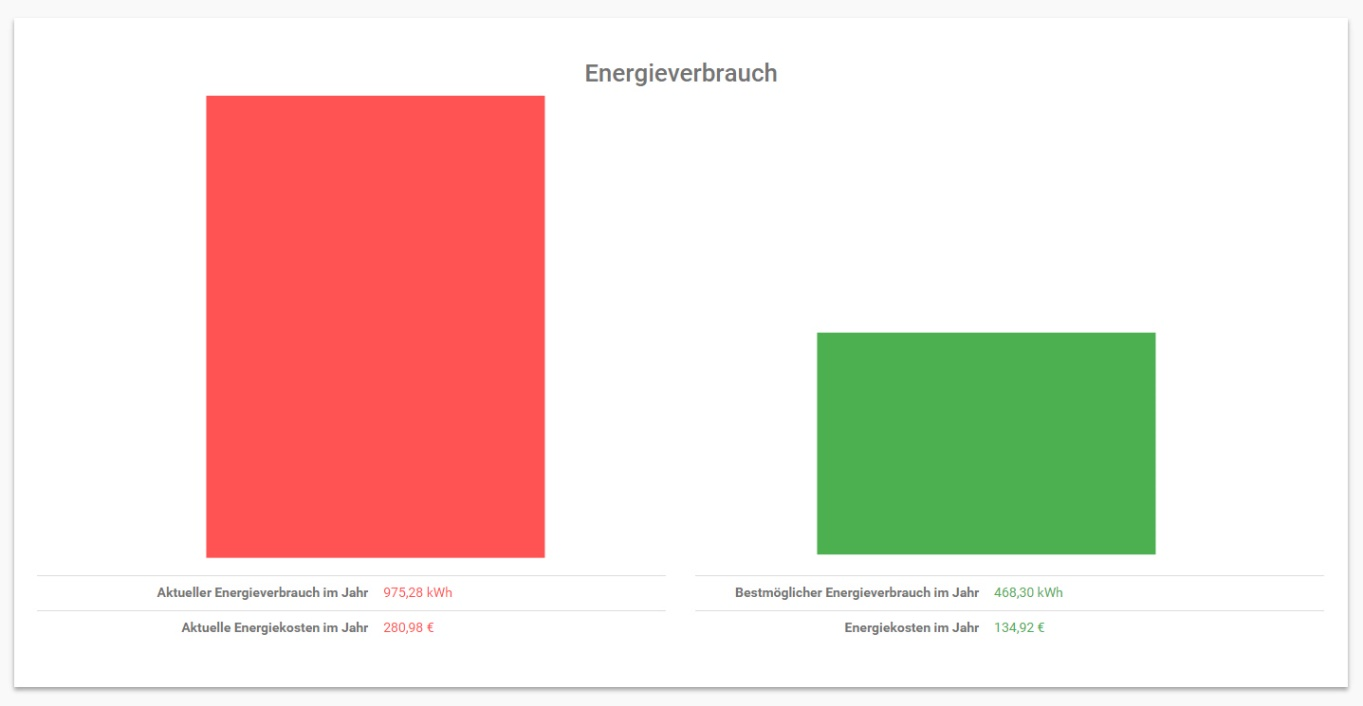 Energieverbrauch
Aktueller Energieverbrauch im Jahr 975,28 kWh
Aktuelle Energiekosten im Jahr 280,98 €
Bestmöglicher Energieverbrauch im Jahr 468,30 kWh
Energiekosten im Jahr 134,92 €